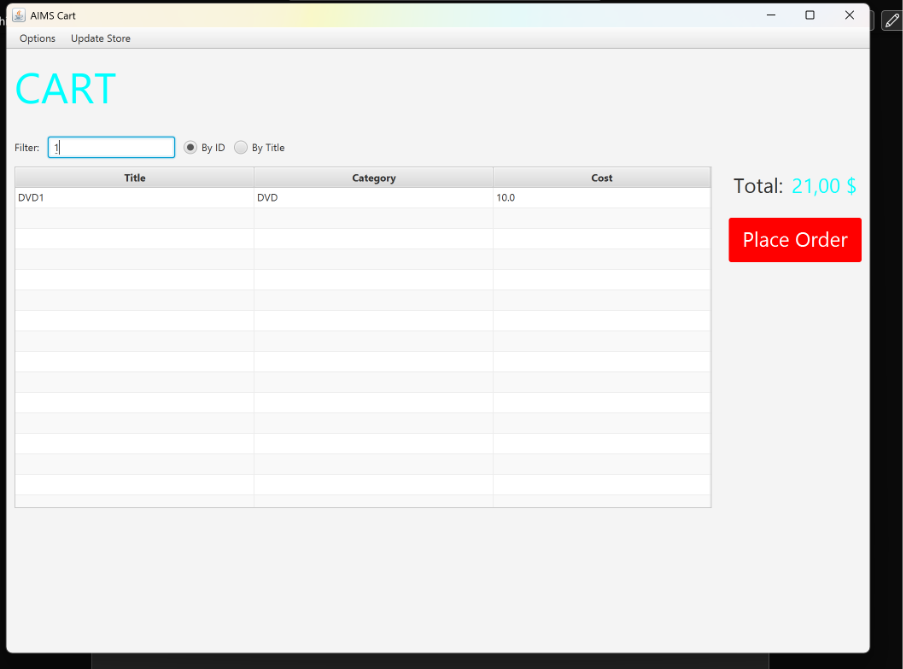 AIMS Cart
Options Update Store
CART
Filter: 1 By ID By Title
Title Category Cost
DVD1 DVD 10.0
Total: 21,00 $
Place Order